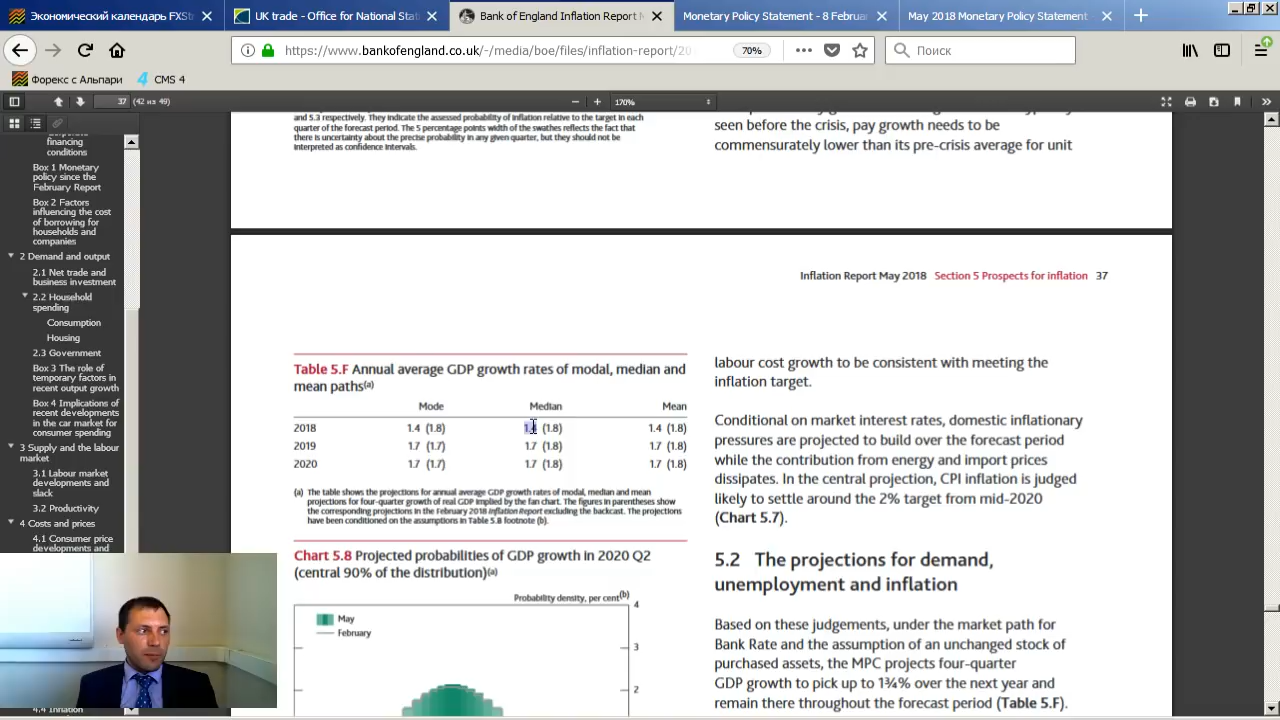 Экономический календарь FXSt
UK trade - Office for National Stat
Bank of England Inflation Report M
Monetary Policy Statement - 8 Februar
May 2018 Monetary Policy Statement
https://www.bankofengland.co.uk/-/media/boe/files/inflation-report/20
70%
Поиск
Форекс с Альпари
CMS 4
37
(42 из 49)
170%
financing
conditions
Box 1 Monetary
policy since the
February Report
Box 2 Factors
influencing the cost
of borrowing for
households and
companies
2 Demand and output
2.1 Net trade and
business investment
2.2 Household
spending
Consumption
Housing
2.3 Government
Box 3 The role of
temporary factors in
recent output growth
Box 4 Implications of
recent developments
in the car market for
consumer spending
3 Supply and the labour
market
3.1 Labour market
developments and
slack
3.2 Productivity
4 Costs and prices
4.1 Consumer price
developments and
4.4 Inflation
and 5.3 respectively. They indicate the assessed probability of inflation relative to the target in each
quarter of the forecast period. The 5 percentage points width of the swathes reflects the fact that
there is uncertainty about the precise probability in any given quarter, but they should not be
interpreted as confidence intervals.
seen before the crisis, pay growth needs to be
commensurately lower than its pre-crisis average for unit
Inflation Report May 2018 Section 5 Prospects for inflation 37
Table 5.F Annual average GDP growth rates of modal, median and
mean paths(a)
Mode Median Mean
2018 1.4 (1.8) 1.4 (1.8) 1.4 (1.8)
2019 1.7 (1.7) 1.7 (1.8) 1.7 (1.8)
2020 1.7 (1.7) 1.7 (1.8) 1.7 (1.8)
(a) The table shows the projections for annual average GDP growth rates of modal, median and mean
projections for four-quarter growth of real GDP implied by the fan chart. The figures in parentheses show
the corresponding projections in the February 2018 Inflation Report excluding the backcast. The projections
have been conditioned on the assumptions in Table 5.B footnote (b).
Chart 5.8 Projected probabilities of GDP growth in 2020 Q2
(central 90% of the distribution)(a)
Probability density, per cent(b)
4
May
February
3
2
labour cost growth to be consistent with meeting the
inflation target.
Conditional on market interest rates, domestic inflationary
pressures are projected to build over the forecast period
while the contribution from energy and import prices
dissipates. In the central projection, CPI inflation is judged
likely to settle around the 2% target from mid-2020
(Chart 5.7).
5.2 The projections for demand,
unemployment and inflation
Based on these judgements, under the market path for
Bank Rate and the assumption of an unchanged stock of
purchased assets, the MPC projects four-quarter
GDP growth to pick up to 1¾% over the next year and
remain there throughout the forecast period (Table 5.F).